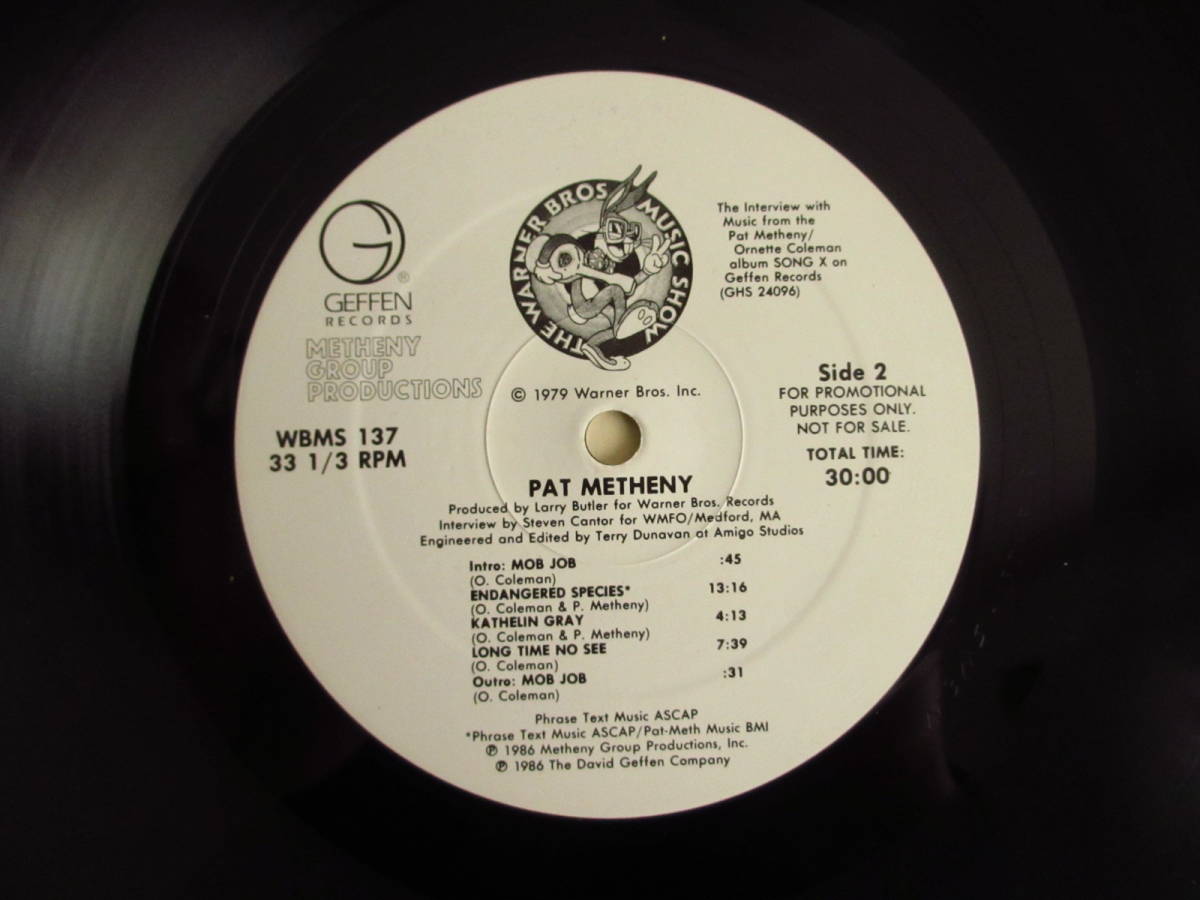 THE WARNER BROS MUSIC SHOW
G
®
GEFFEN
RECORDS
METHENY
GROUP
PRODUCTIONS
WBMS 137
33 1/3 RPM
The Interview with
Music from the
Pat Metheny/
Ornette Coleman
album SONG X on
Geffen Records
(GHS 24096)
© 1979 Warner Bros. Inc.
Side 2
FOR PROMOTIONAL
PURPOSES ONLY.
NOT FOR SALE.
TOTAL TIME:
30:00
PAT METHENY
Produced by Larry Butler for Warner Bros. Records
Interview by Steven Cantor for WMFO/Medford, MA
Engineered and Edited by Terry Dunavan at Amigo Studios
Intro: MOB JOB :45
(O. Coleman)
ENDANGERED SPECIES* 13:16
(O. Coleman & P. Metheny)
KATHELIN GRAY 4:13
(O. Coleman & P. Metheny)
LONG TIME NO SEE 7:39
(O. Coleman)
Outro: MOB JOB :31
(O. Coleman)
Phrase Text Music ASCAP
*Phrase Text Music ASCAP/Pat-Meth Music BMI
℗ 1986 Metheny Group Productions, Inc.
℗ 1986 The David Geffen Company